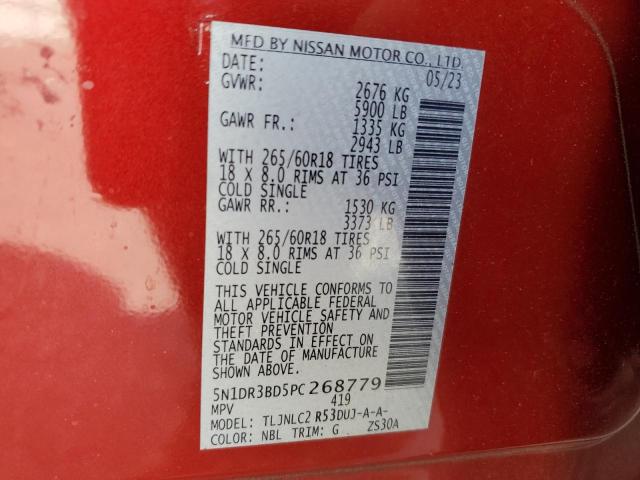 MFD BY NISSAN MOTOR CO., LTD.
DATE: 05/23
GVWR: 2676 KG
5900 LB
GAWR FR.: 1335 KG
2943 LB
WITH 265/60R18 TIRES
18 X 8.0 RIMS AT 36 PSI
COLD SINGLE
GAWR RR.: 1530 KG
3373 LB
WITH 265/60R18 TIRES
18 X 8.0 RIMS AT 36 PSI
COLD SINGLE
THIS VEHICLE CONFORMS TO
ALL APPLICABLE FEDERAL
MOTOR VEHICLE SAFETY AND
THEFT PREVENTION
STANDARDS IN EFFECT ON
THE DATE OF MANUFACTURE
SHOWN ABOVE.
5N1DR3BD5PC268779
MPV 419
MODEL: TLJNLC2 R53DUJ-A-A-
COLOR: NBL TRIM: G ZS30A